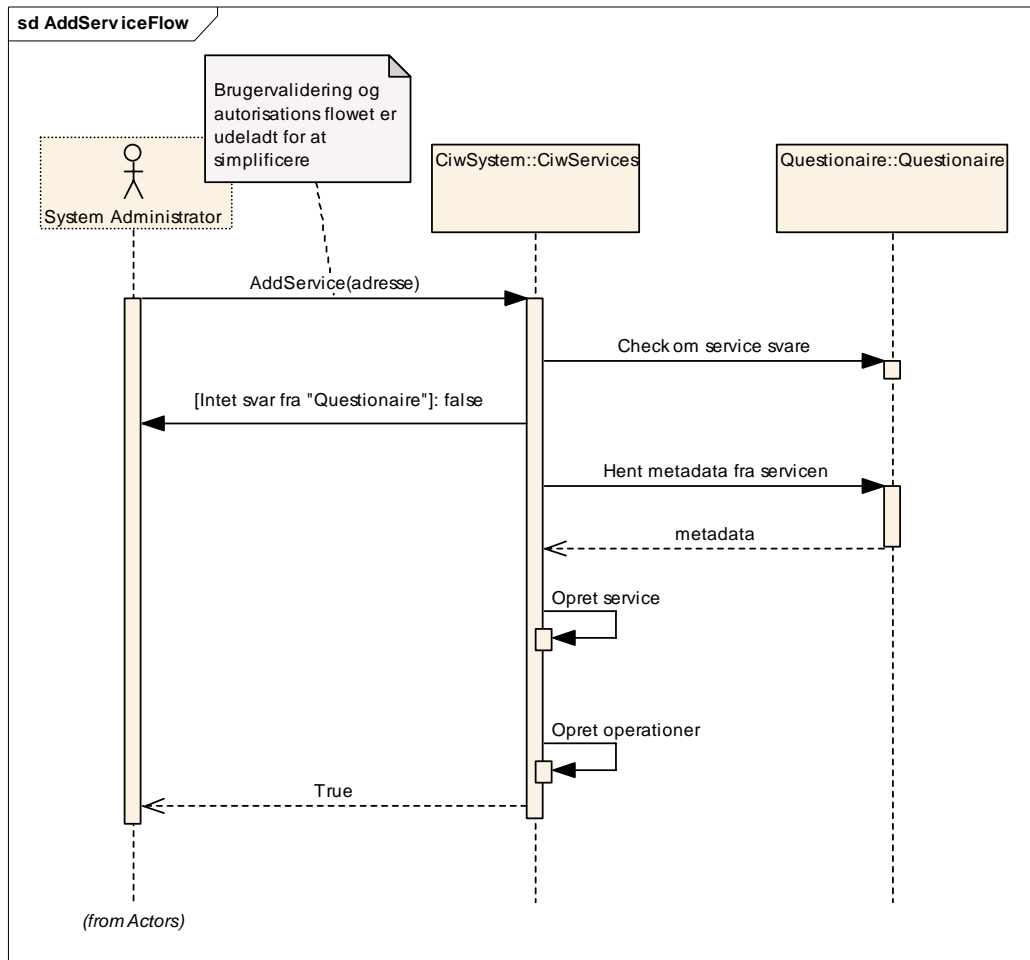 sd AddServiceFlow
Brugervalidering og
autorisations flowet er
udeladt for at
simplificere
System Administrator
CiwSystem::CiwServices
Questionaire::Questionaire
AddService(adresse)
Check om service svare
[Intet svar fra "Questionaire"]: false
Hent metadata fra servicen
metadata
Opret service
Opret operationer
True
(from Actors)